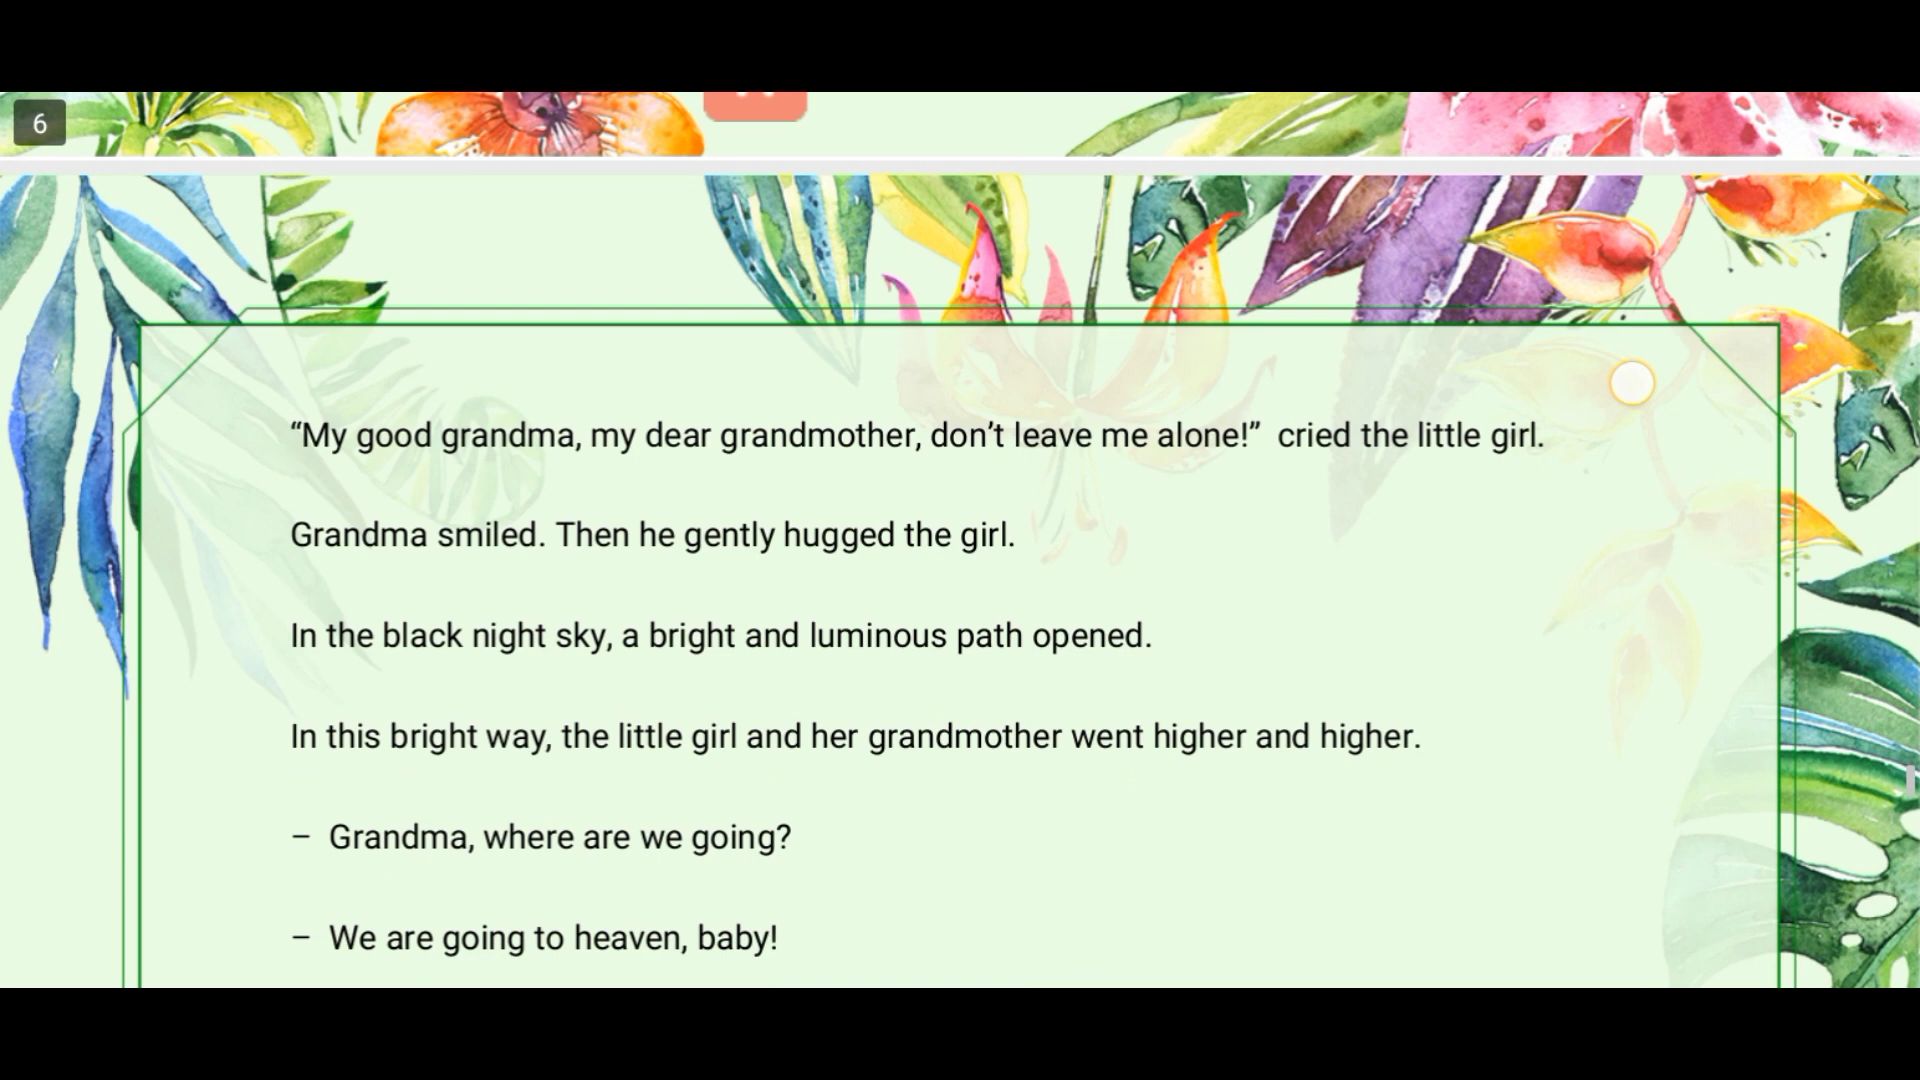 6
“My good grandma, my dear grandmother, don’t leave me alone!”  cried the little girl.
Grandma smiled. Then he gently hugged the girl.
In the black night sky, a bright and luminous path opened.
In this bright way, the little girl and her grandmother went higher and higher.
– Grandma, where are we going?
– We are going to heaven, baby!